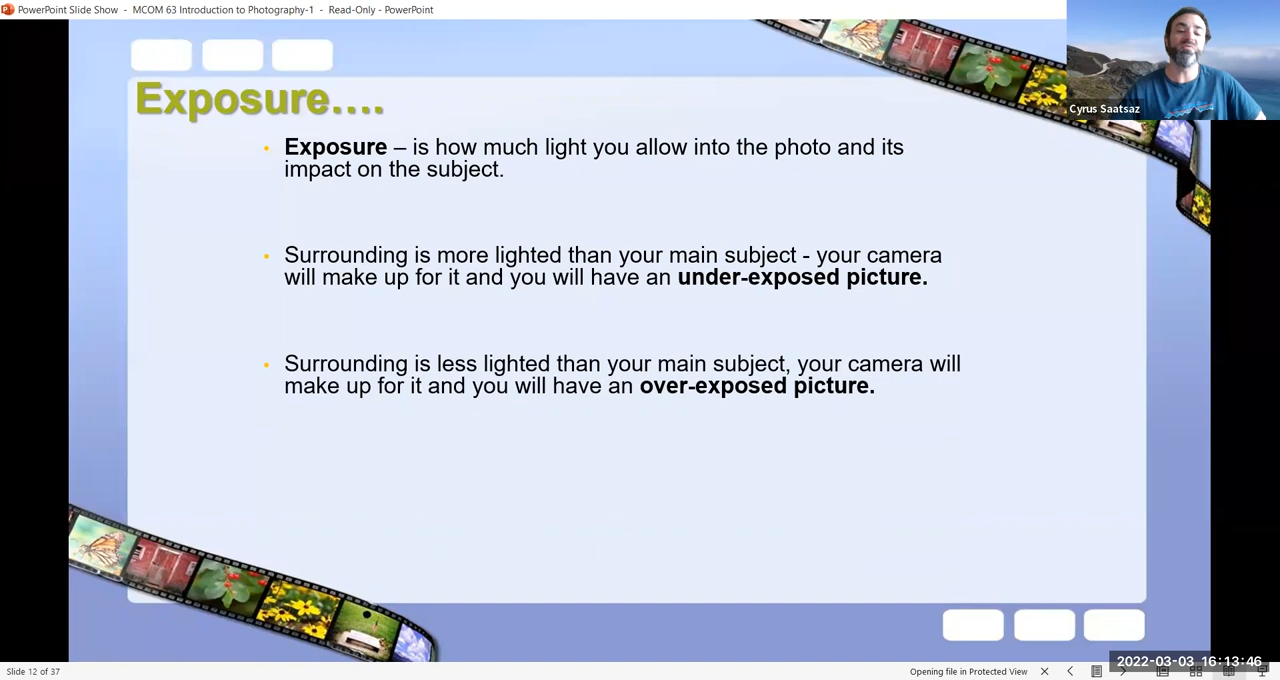 PowerPoint Slide Show - MCOM 63 Introduction to Photography-1 - Read-Only - PowerPoint
Cyrus Saatsaz
Exposure….
• Exposure – is how much light you allow into the photo and its
impact on the subject.
• Surrounding is more lighted than your main subject - your camera
will make up for it and you will have an under-exposed picture.
• Surrounding is less lighted than your main subject, your camera will
make up for it and you will have an over-exposed picture.
Slide 12 of 37
Opening file in Protected View
2022-03-03 16:13:46